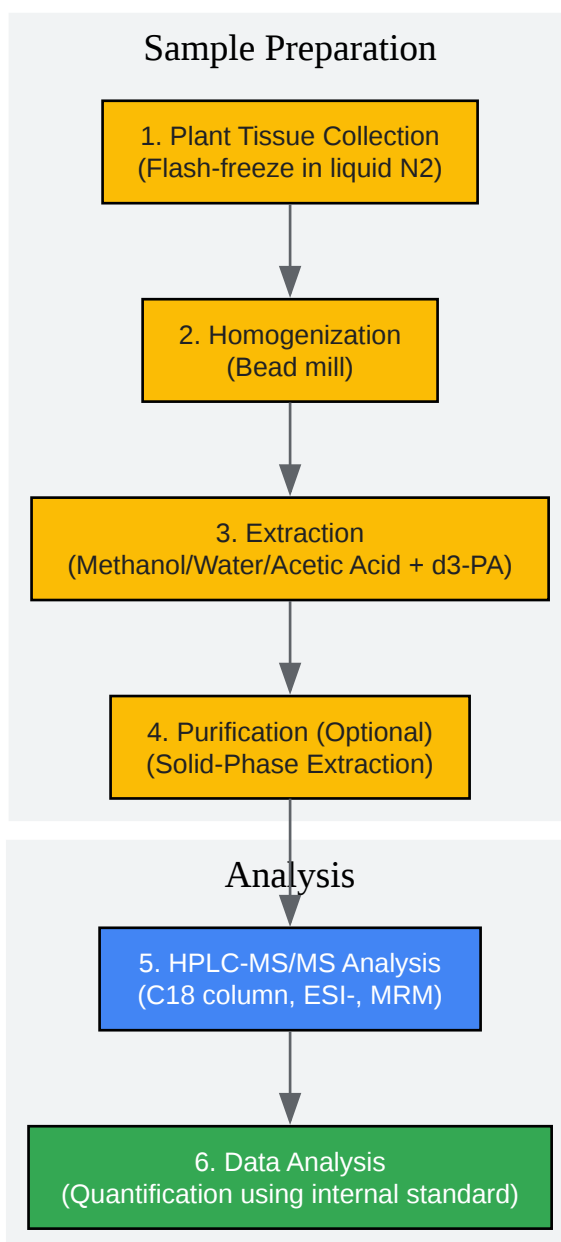 Sample Preparation
1. Plant Tissue Collection
(Flash-freeze in liquid N2)
2. Homogenization
(Bead mill)
3. Extraction
(Methanol/Water/Acetic Acid + d3-PA)
4. Purification (Optional)
(Solid-Phase Extraction)
Analysis
5. HPLC-MS/MS Analysis
(C18 column, ESI-, MRM)
6. Data Analysis
(Quantification using internal standard)